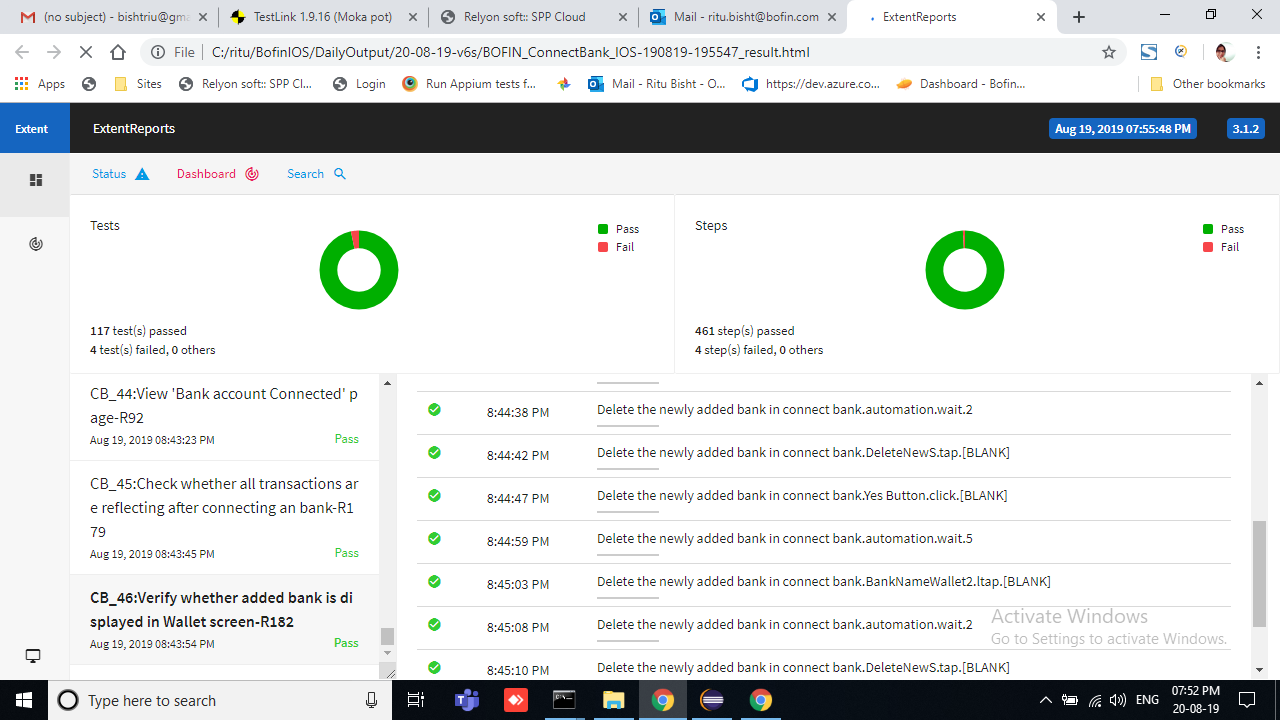 (no subject) - bishtriu@gma
TestLink 1.9.16 (Moka pot)
Relyon soft:: SPP Cloud
Mail - ritu.bisht@bofin.com
ExtentReports
File
C:/ritu/BofinIOS/DailyOutput/20-08-19-v6s/BOFIN_ConnectBank_IOS-190819-195547_result.html
Apps
Sites
Relyon soft:: SPP Cl...
Login
Run Appium tests f...
Mail - Ritu Bisht - O...
https://dev.azure.co...
Dashboard - Bofin...
Other bookmarks
Extent
ExtentReports
Aug 19, 2019 07:55:48 PM
3.1.2
Status
Dashboard
Search
Tests
Pass
Fail
117 test(s) passed
4 test(s) failed, 0 others
Steps
Pass
Fail
461 step(s) passed
4 step(s) failed, 0 others
CB_44:View 'Bank account Connected' p
age-R92
Aug 19, 2019 08:43:23 PM
Pass
CB_45:Check whether all transactions ar
e reflecting after connecting an bank-R1
79
Aug 19, 2019 08:43:45 PM
Pass
CB_46:Verify whether added bank is di
splayed in Wallet screen-R182
Aug 19, 2019 08:43:54 PM
Pass
8:44:38 PM
Delete the newly added bank in connect bank.automation.wait.2
8:44:42 PM
Delete the newly added bank in connect bank.DeleteNewS.tap.[BLANK]
8:44:47 PM
Delete the newly added bank in connect bank.Yes Button.click.[BLANK]
8:44:59 PM
Delete the newly added bank in connect bank.automation.wait.5
8:45:03 PM
Delete the newly added bank in connect bank.BankNameWallet2.ltap.[BLANK]
8:45:08 PM
Delete the newly added bank in connect bank.automation.wait.2
8:45:10 PM
Delete the newly added bank in connect bank.DeleteNewS.tap.[BLANK]
Activate Windows
Go to Settings to activate Windows.
Type here to search
ENG
07:52 PM
20-08-19